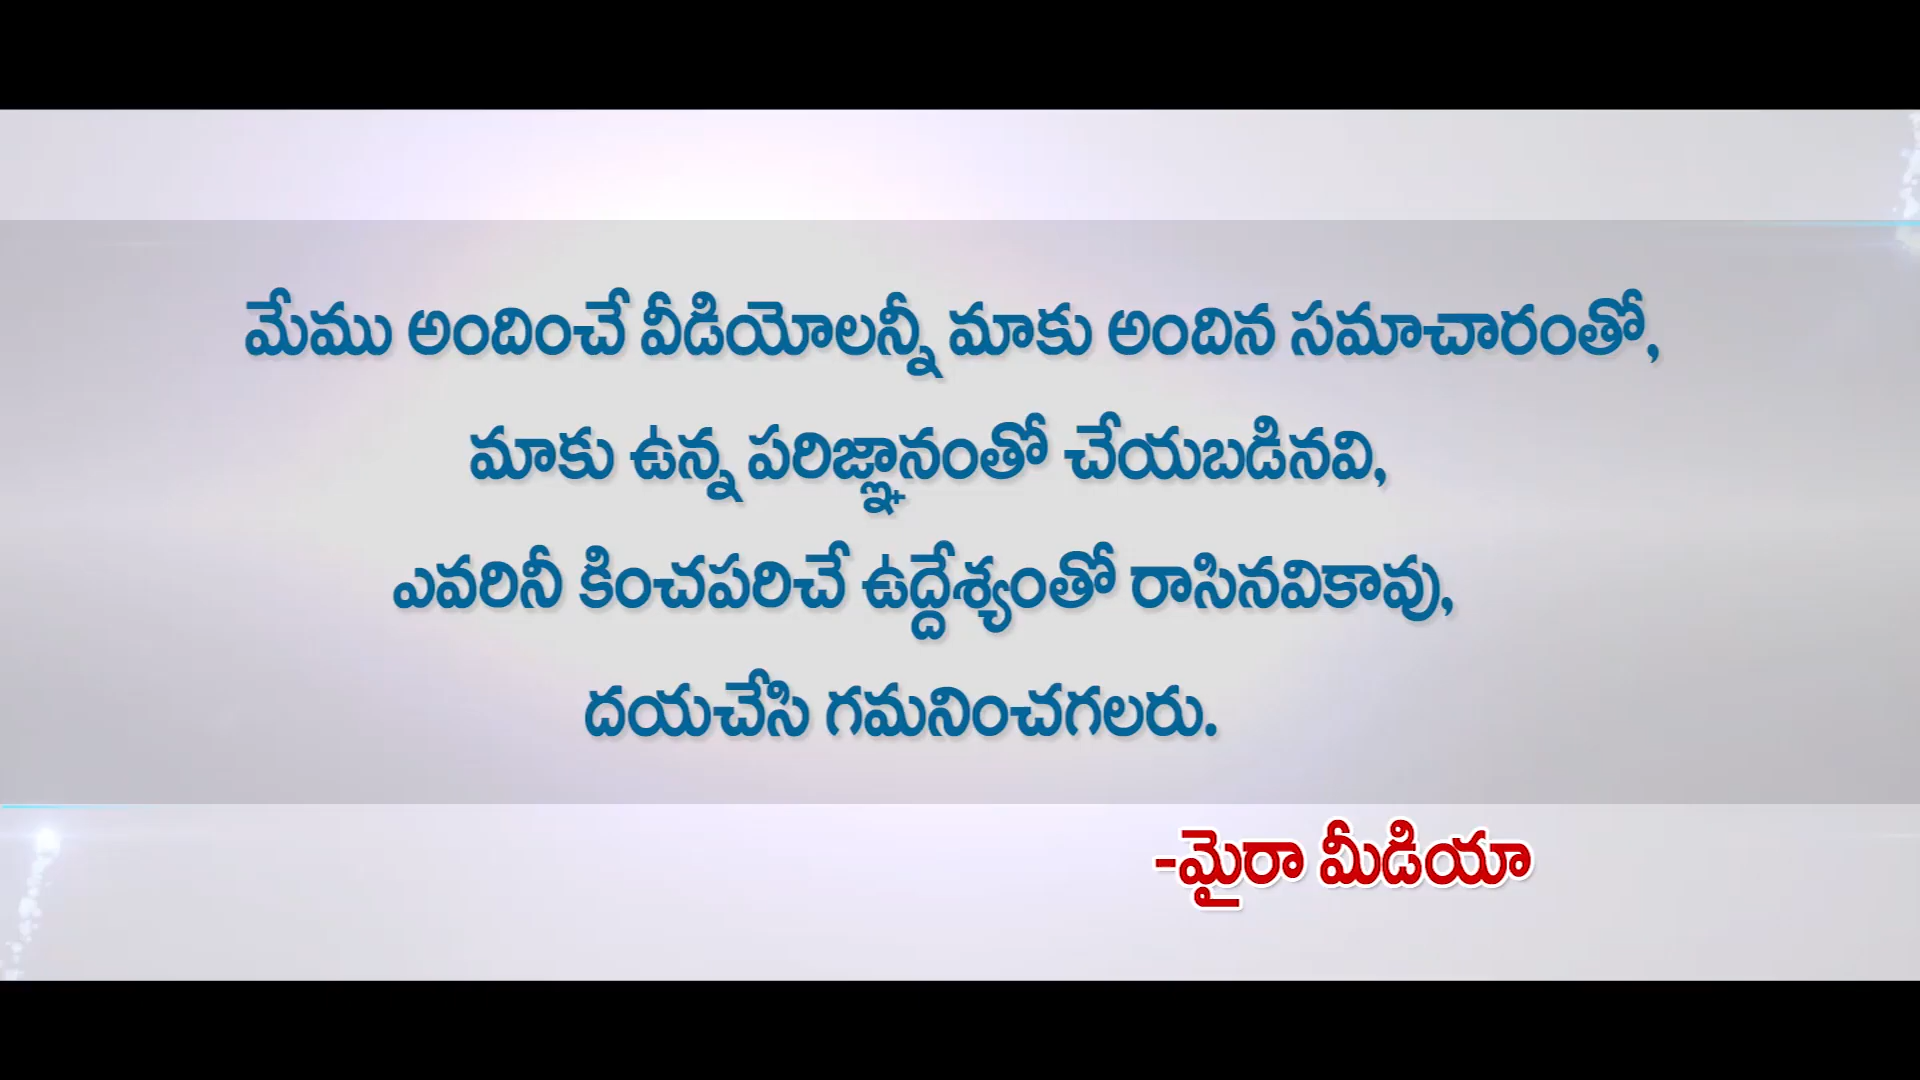 మేము అందించే వీడియోలన్నీ మాకు అందిన సమాచారంతో,
మాకు ఉన్న పరిజ్ఞానంతో చేయబడినవి,
ఎవరినీ కించపరిచే ఉద్దేశ్యంతో రాసినవికావు,
దయచేసి గమనించగలరు.
-మైరా మీడియా